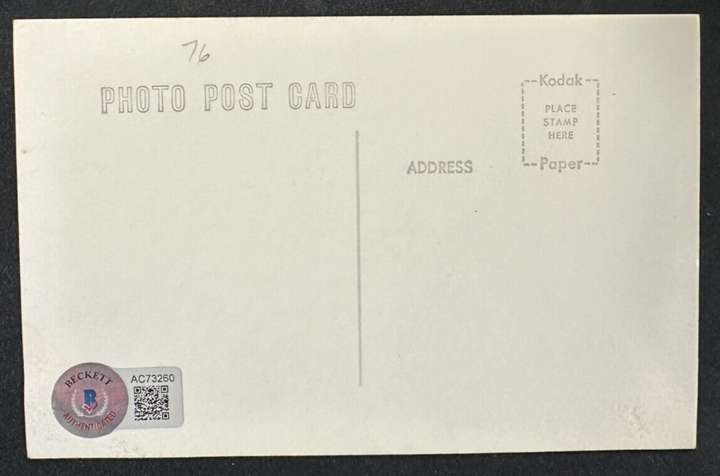 76
PHOTO POST CARD
Kodak
PLACE
STAMP
HERE
Paper
ADDRESS
BECKETT
B
AUTHENTICATED
AC73260